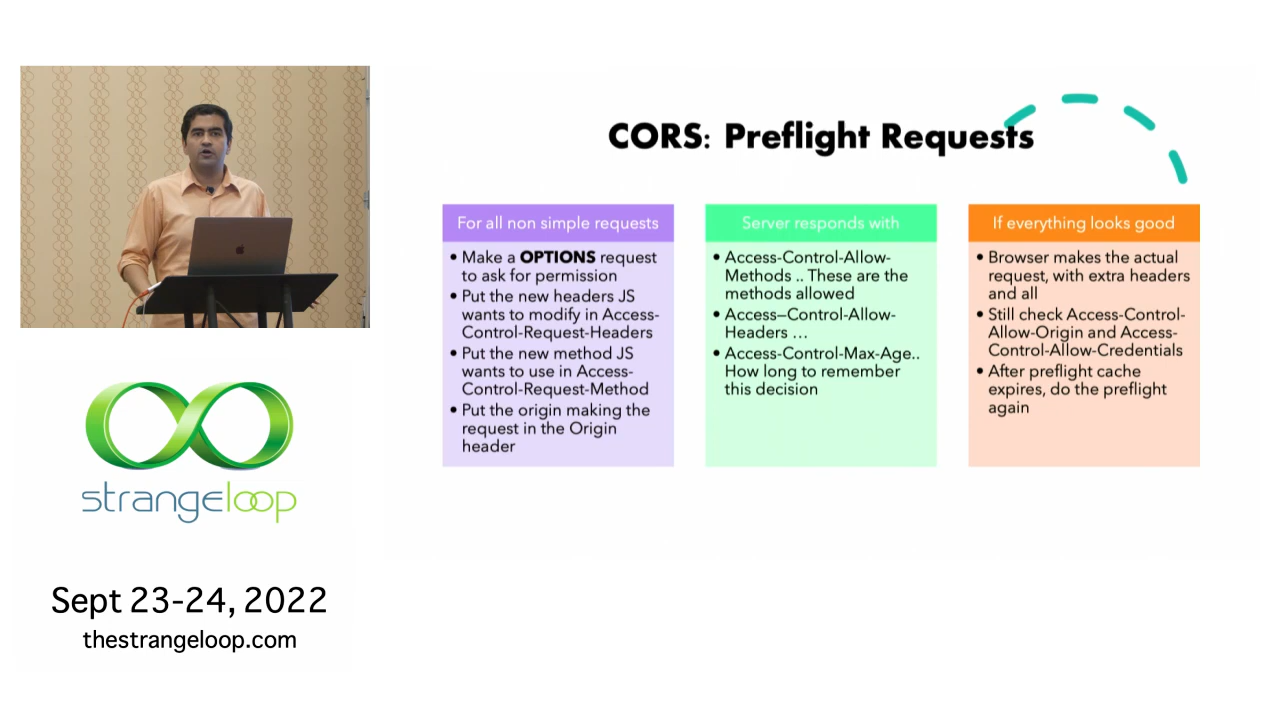 CORS: Preflight Requests
For all non simple requests
• Make a OPTIONS request
to ask for permission
• Put the new headers JS
wants to modify in Access-
Control-Request-Headers
• Put the new method JS
wants to use in Access-
Control-Request-Method
• Put the origin making the
request in the Origin
header
Server responds with
• Access-Control-Allow-
Methods .. These are the
methods allowed
• Access–Control-Allow-
Headers …
• Access-Control-Max-Age..
How long to remember
this decision
If everything looks good
• Browser makes the actual
request, with extra headers
and all
• Still check Access-Control-
Allow-Origin and Access-
Control-Allow-Credentials
• After preflight cache
expires, do the preflight
again
strangeloop
Sept 23-24, 2022
thestrangeloop.com